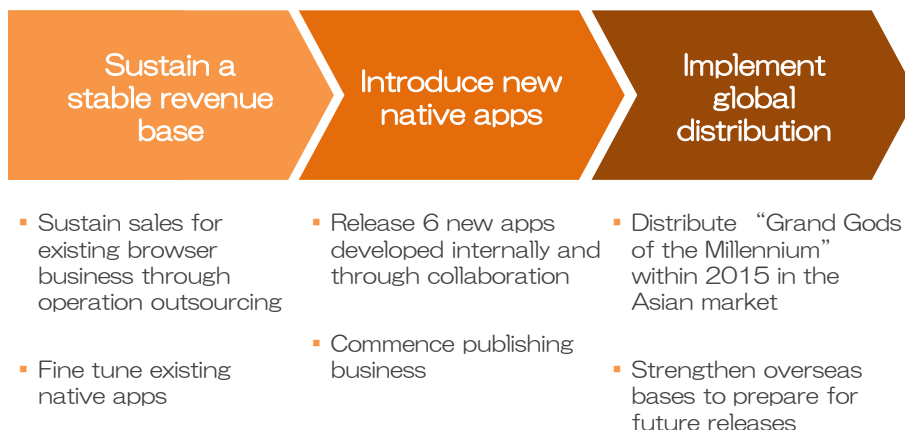 Sustain a
stable revenue
base
Introduce new
native apps
Implement
global
distribution
▪ Sustain sales for
existing browser
business through
operation outsourcing
▪ Fine tune existing
native apps
▪ Release 6 new apps
developed internally and
through collaboration
▪ Commence publishing
business
▪ Distribute “Grand Gods
of the Millennium”
within 2015 in the
Asian market
▪ Strengthen overseas
bases to prepare for
future releases